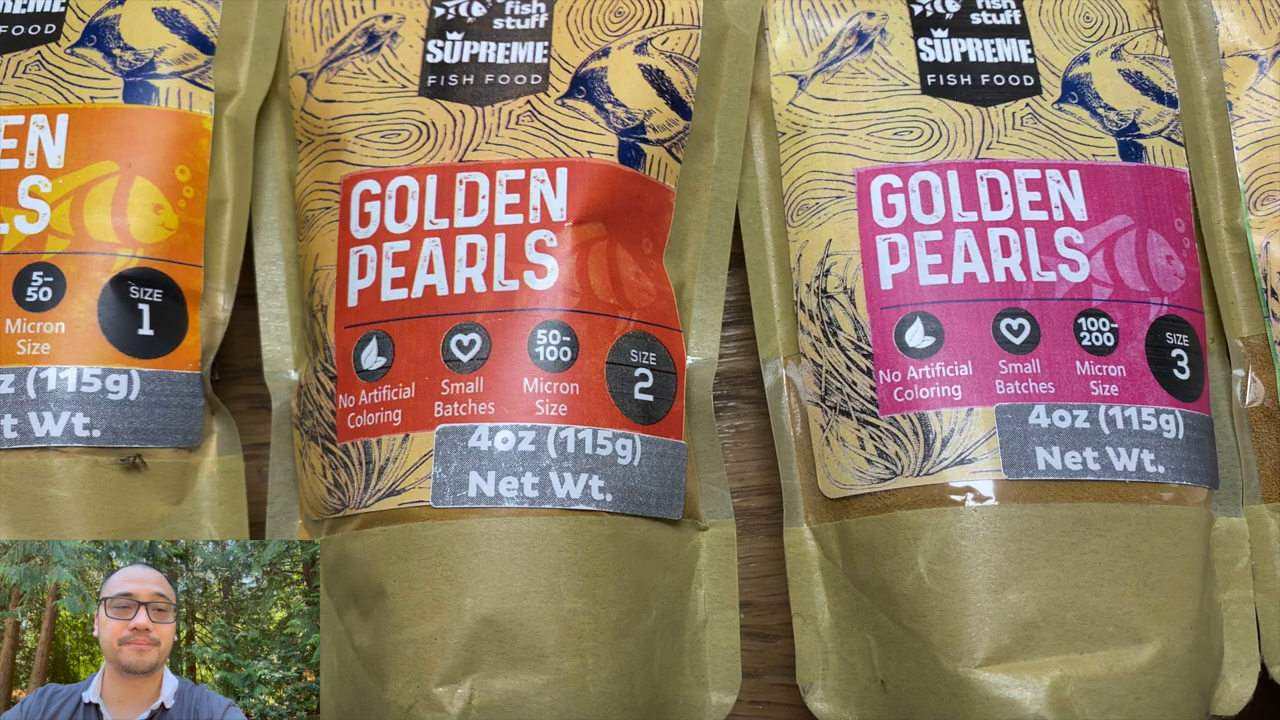 FOOD
EN
LS
5-
50
Micron
Size
SIZE
1
z (115g)
t Wt.
fish
stuff
SUPREME
FISH FOOD
GOLDEN
PEARLS
No Artificial
Coloring
Small
Batches
50-
100
Micron
Size
SIZE
2
4oz (115g)
Net Wt.
fish
stuff
SUPREME
FISH FOOD
GOLDEN
PEARLS
No Artificial
Coloring
Small
Batches
100-
200
Micron
Size
SIZE
3
4oz (115g)
Net Wt.